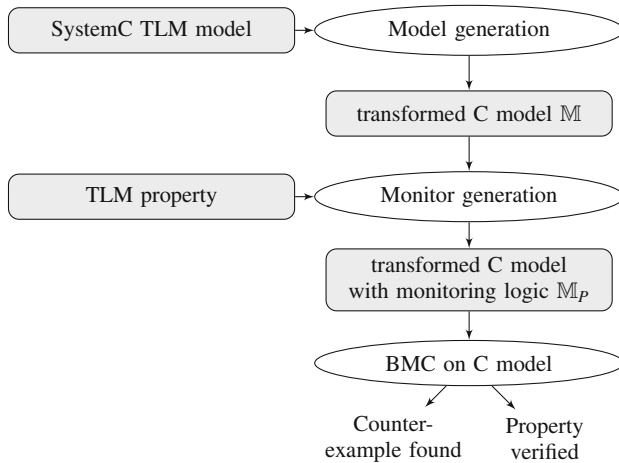 SystemC TLM model
Model generation
transformed C model 𝕄
TLM property
Monitor generation
transformed C model
with monitoring logic 𝕄P
BMC on C model
Counter-
example found
Property
verified